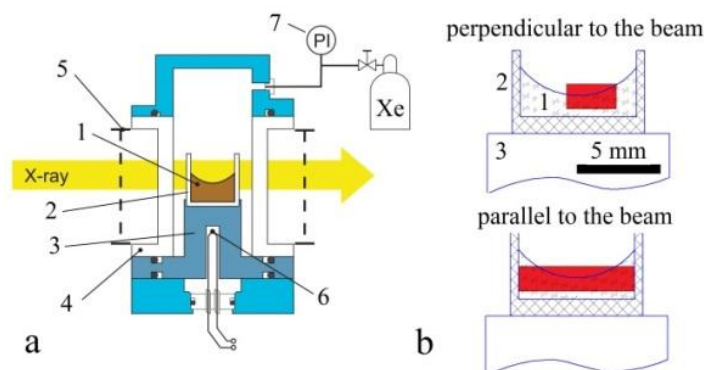 7
PI
5
Xe
1
X-ray
2
3
4
6
a
perpendicular to the beam
2
1
3
5 mm
parallel to the beam
b